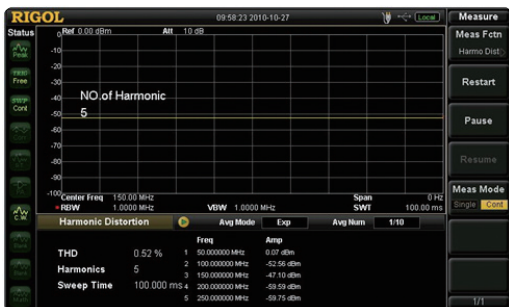 RIGOL 09:58:23 2010-10-27 Local Measure
Status Ref 0.00 dBm Att 10 dB Meas Fctn
Harmo Dist
0
-10
-20
-30
-40
-50
-60
-70
-80
-90
-100
Peak
Free
Cont
C.W.
NO.of Harmonic
5
Restart
Pause
Resume
Meas Mode
Single Cont
Center Freq 150.00 MHz Span 0 Hz
RBW 1.0000 MHz VBW 1.0000 MHz SWT 100.00 ms
Harmonic Distortion Avg Mode Exp Avg Num 1/10
Freq Amp
THD 0.52 % 1 50.000000 MHz 0.07 dBm
2 100.000000 MHz -52.56 dBm
Harmonics 5 3 150.000000 MHz -47.10 dBm
Sweep Time 100.000 ms 4 200.000000 MHz -59.59 dBm
5 250.000000 MHz -59.75 dBm
1/1